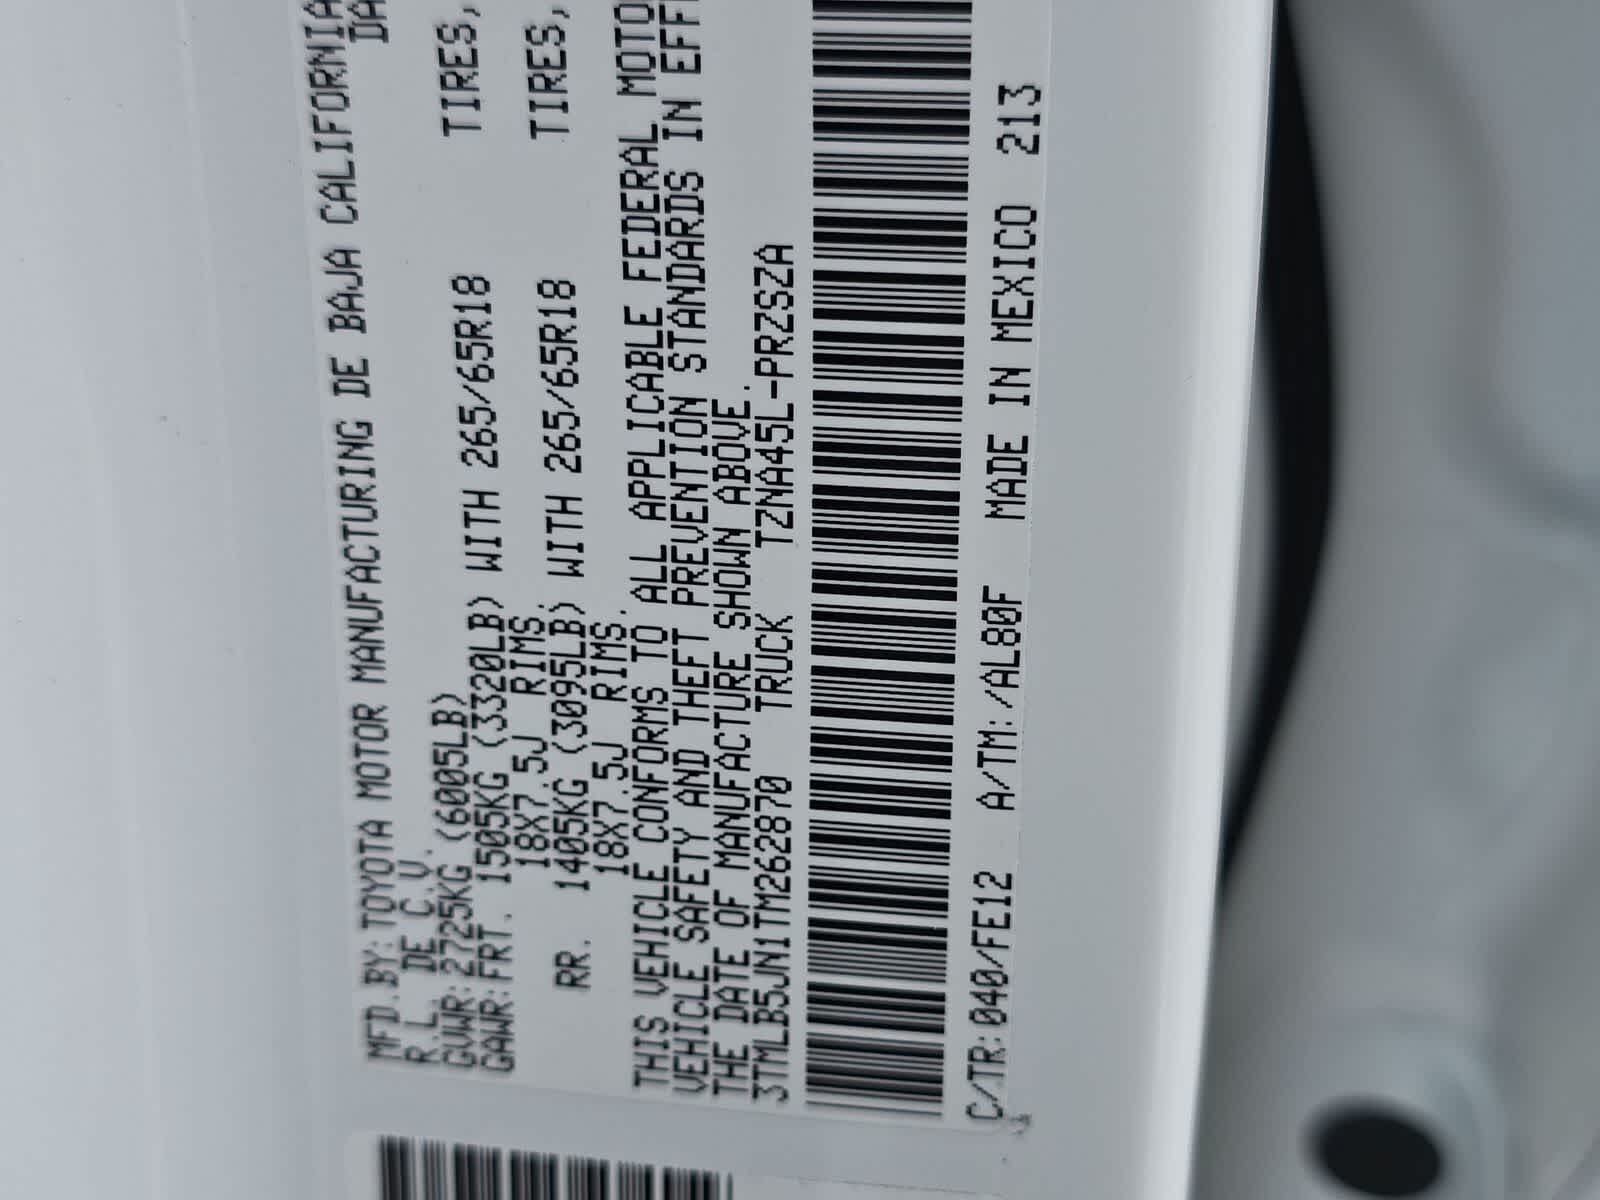 MFD.BY:TOYOTA MOTOR MANUFACTURING DE BAJA CALIFORNIA
R.L. DE C.V. DA
GVWR:2725KG (6005LB)
GAWR:FRT. 1505KG (3320LB) WITH 265/65R18 TIRES,
18X7.5J RIMS,
RR. 1405KG (3095LB) WITH 265/65R18 TIRES,
18X7.5J RIMS.
THIS VEHICLE CONFORMS TO ALL APPLICABLE FEDERAL MOTO
VEHICLE SAFETY AND THEFT PREVENTION STANDARDS IN EFF
THE DATE OF MANUFACTURE SHOWN ABOVE.
3TMLB5JN1TM262870 TRUCK TZNA45L-PRZSZA
C/TR:040/FE12 A/TM:/AL80F MADE IN MEXICO 213